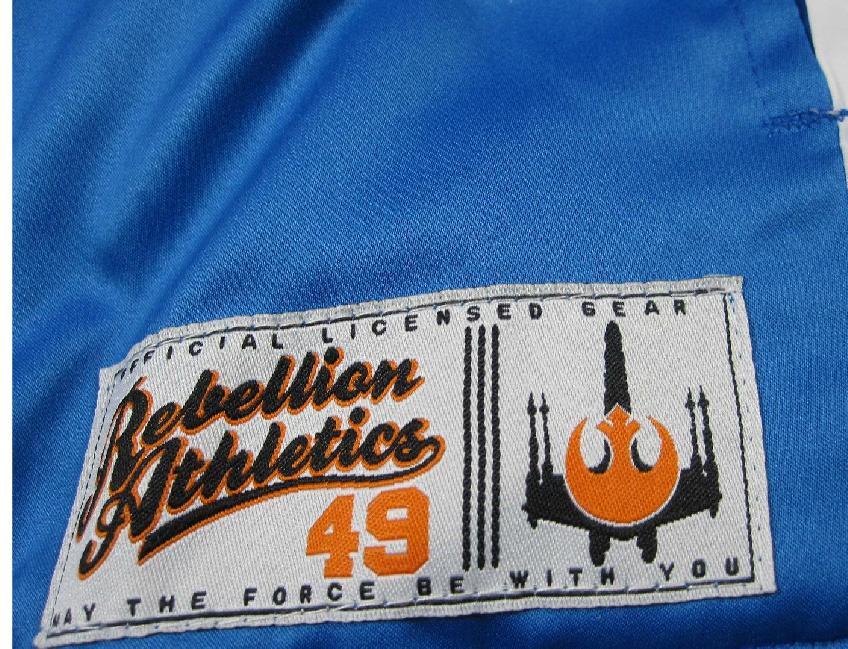 OFFICIAL LICENSED GEAR
Rebellion
Athletics
49
MAY THE FORCE BE WITH YOU